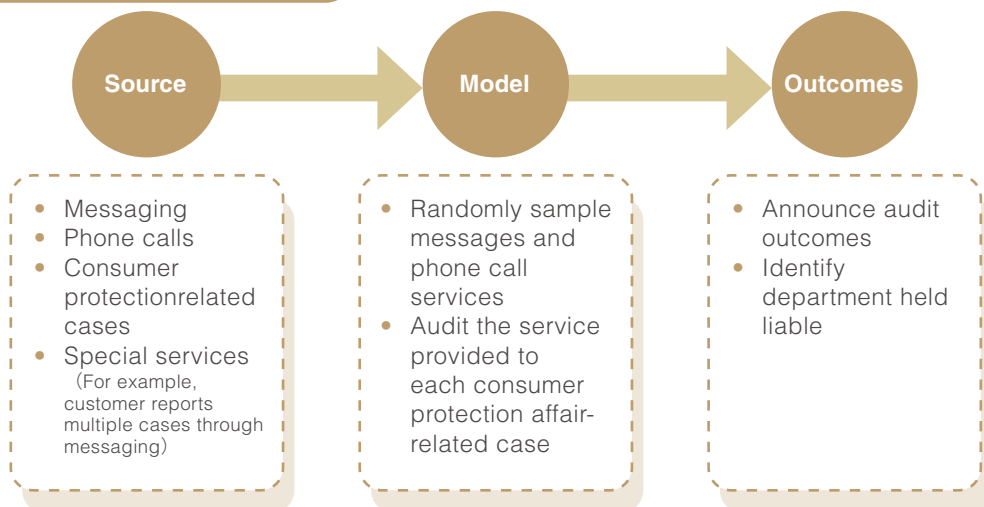 Source
Model
Outcomes
• Messaging
• Phone calls
• Consumer
protectionrelated
cases
• Special services
（For example,
customer reports
multiple cases through
messaging）
• Randomly sample
messages and
phone call
services
• Audit the service
provided to
each consumer
protection affair-
related case
• Announce audit
outcomes
• Identify
department held
liable